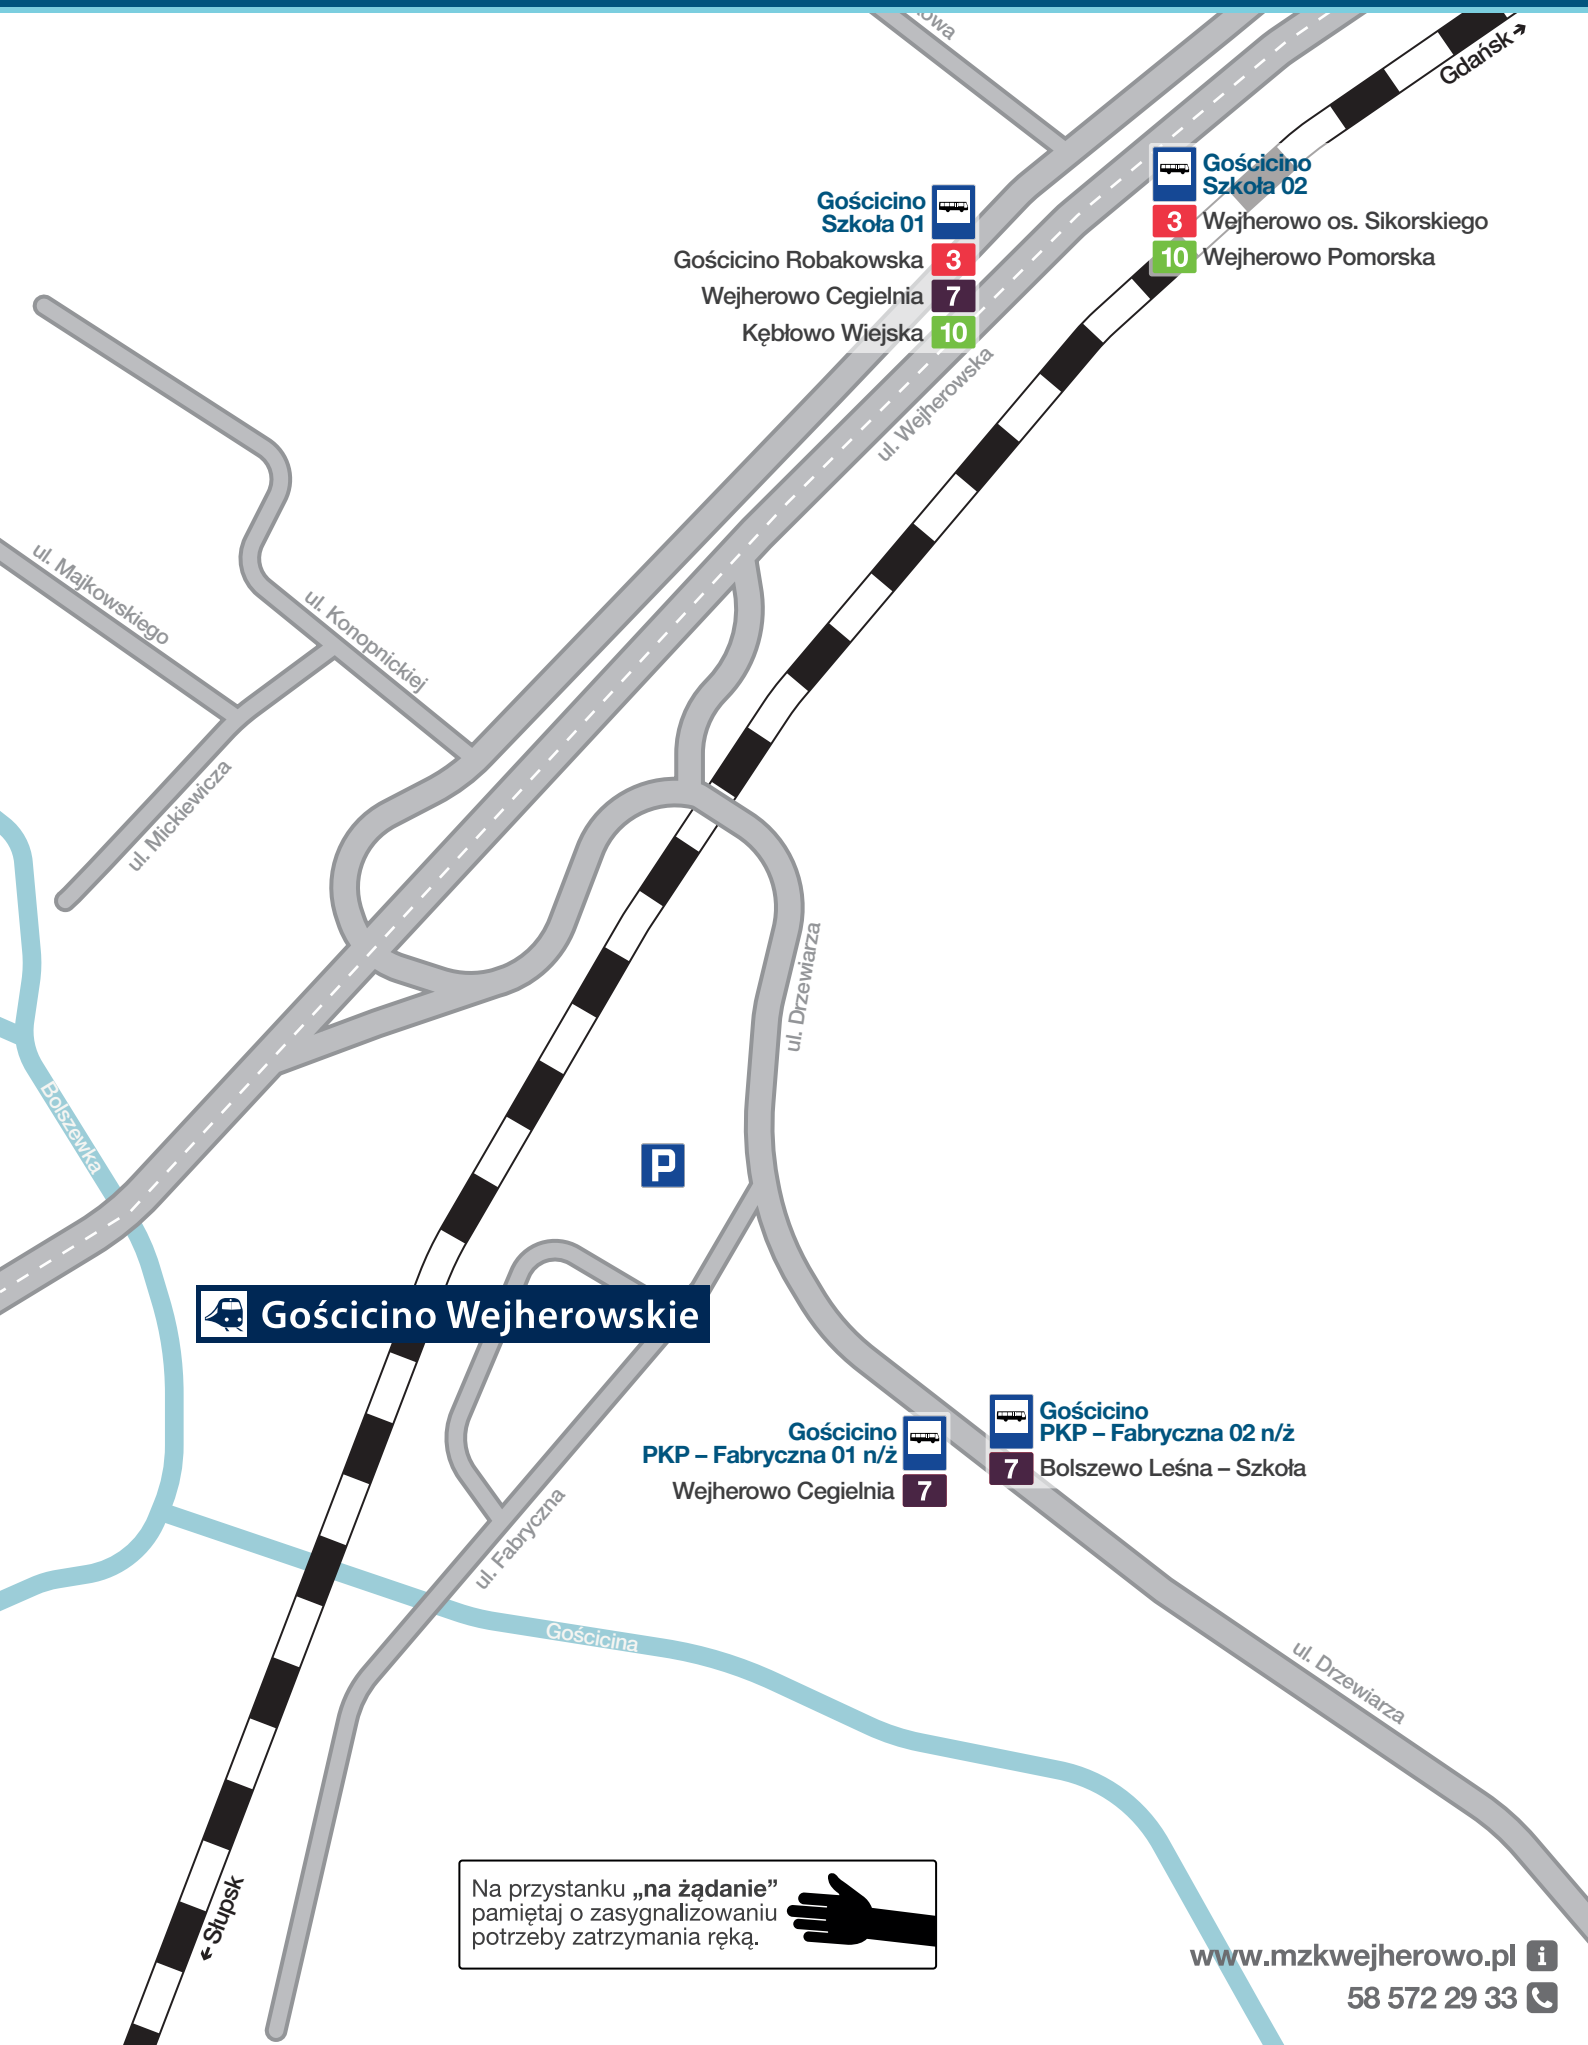 Gdańsk
Gościcino
Szkoła 02
3 Wejherowo os. Sikorskiego
10 Wejherowo Pomorska
Gościcino
Szkoła 01
Gościcino Robakowska 3
Wejherowo Cegielnia 7
Kębłowo Wiejska 10
ul. Wejherowska
ul. Majkowskiego
ul. Konopnickiej
ul. Mickiewicza
ul. Drzewiarza
Bolszewka
P
Gościcino Wejherowskie
Gościcino
PKP – Fabryczna 01 n/ż
Wejherowo Cegielnia 7
Gościcino
PKP – Fabryczna 02 n/ż
7 Bolszewo Leśna – Szkoła
ul. Fabryczna
Gościcina
ul. Drzewiarza
Słupsk
Na przystanku „na żądanie”
pamiętaj o zasygnalizowaniu
potrzeby zatrzymania ręką.
www.mzkwejherowo.pl i
58 572 29 33